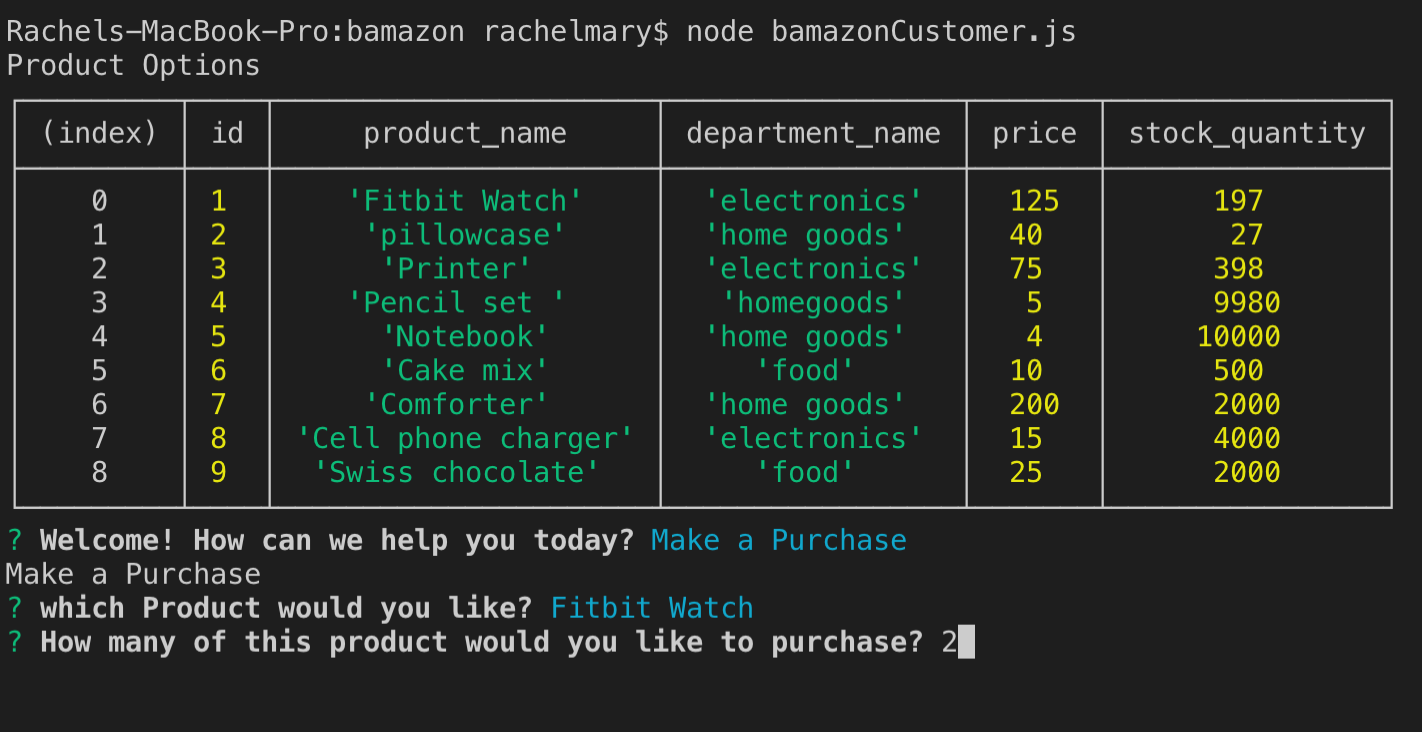 Rachels-MacBook-Pro:bamazon rachelmary$ node bamazonCustomer.js
Product Options
(index) id product_name department_name price stock_quantity
0 1 'Fitbit Watch' 'electronics' 125 197
1 2 'pillowcase' 'home goods' 40 27
2 3 'Printer' 'electronics' 75 398
3 4 'Pencil set ' 'homegoods' 5 9980
4 5 'Notebook' 'home goods' 4 10000
5 6 'Cake mix' 'food' 10 500
6 7 'Comforter' 'home goods' 200 2000
7 8 'Cell phone charger' 'electronics' 15 4000
8 9 'Swiss chocolate' 'food' 25 2000
? Welcome! How can we help you today? Make a Purchase
Make a Purchase
? which Product would you like? Fitbit Watch
? How many of this product would you like to purchase? 2